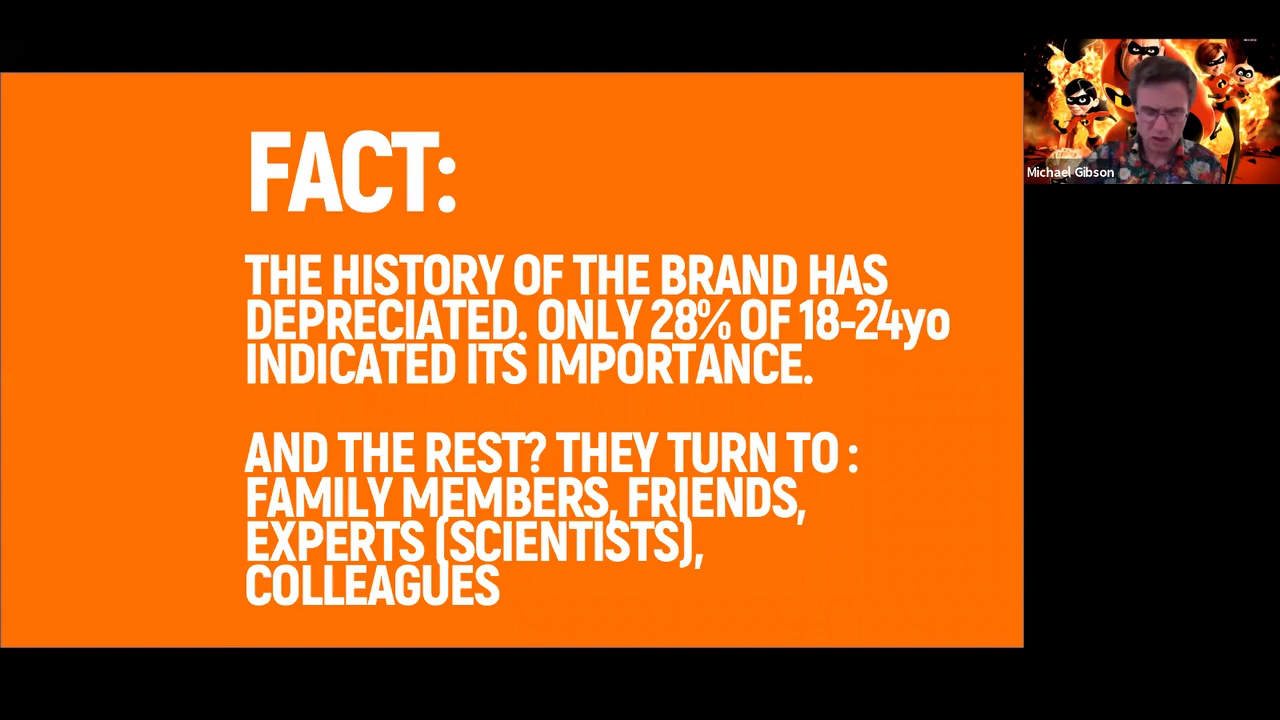 FACT:
THE HISTORY OF THE BRAND HAS
DEPRECIATED. ONLY 28% OF 18-24yo
INDICATED ITS IMPORTANCE.
AND THE REST? THEY TURN TO :
FAMILY MEMBERS, FRIENDS,
EXPERTS (SCIENTISTS),
COLLEAGUES
Michael Gibson